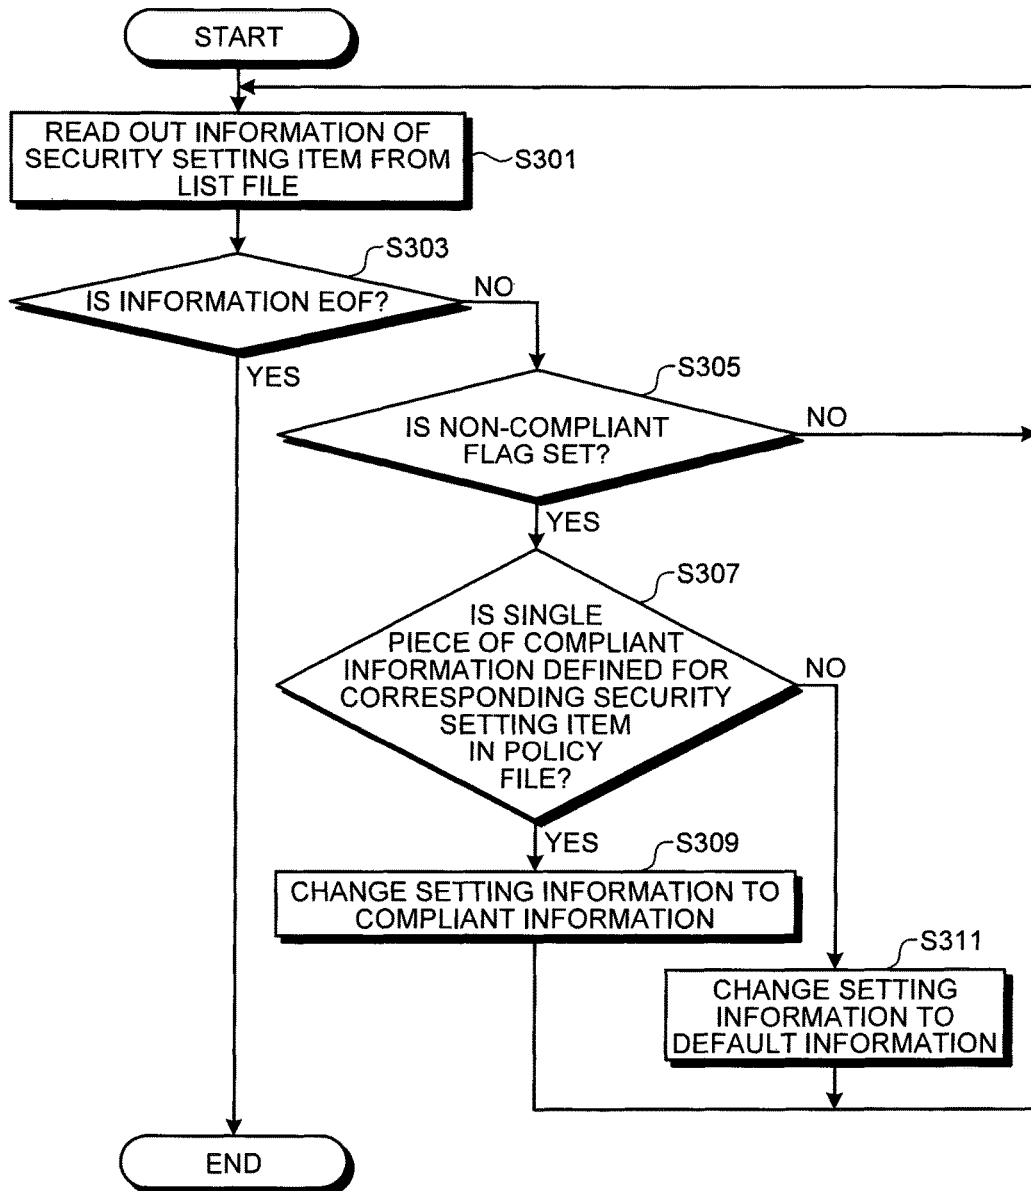 START
READ OUT INFORMATION OF
SECURITY SETTING ITEM FROM
LIST FILE
S301
S303
IS INFORMATION EOF?
NO
YES
S305
IS NON-COMPLIANT
FLAG SET?
NO
YES
S307
IS SINGLE
PIECE OF COMPLIANT
INFORMATION DEFINED FOR
CORRESPONDING SECURITY
SETTING ITEM
IN POLICY
FILE?
NO
YES
S309
CHANGE SETTING INFORMATION TO
COMPLIANT INFORMATION
S311
CHANGE SETTING
INFORMATION TO
DEFAULT INFORMATION
END